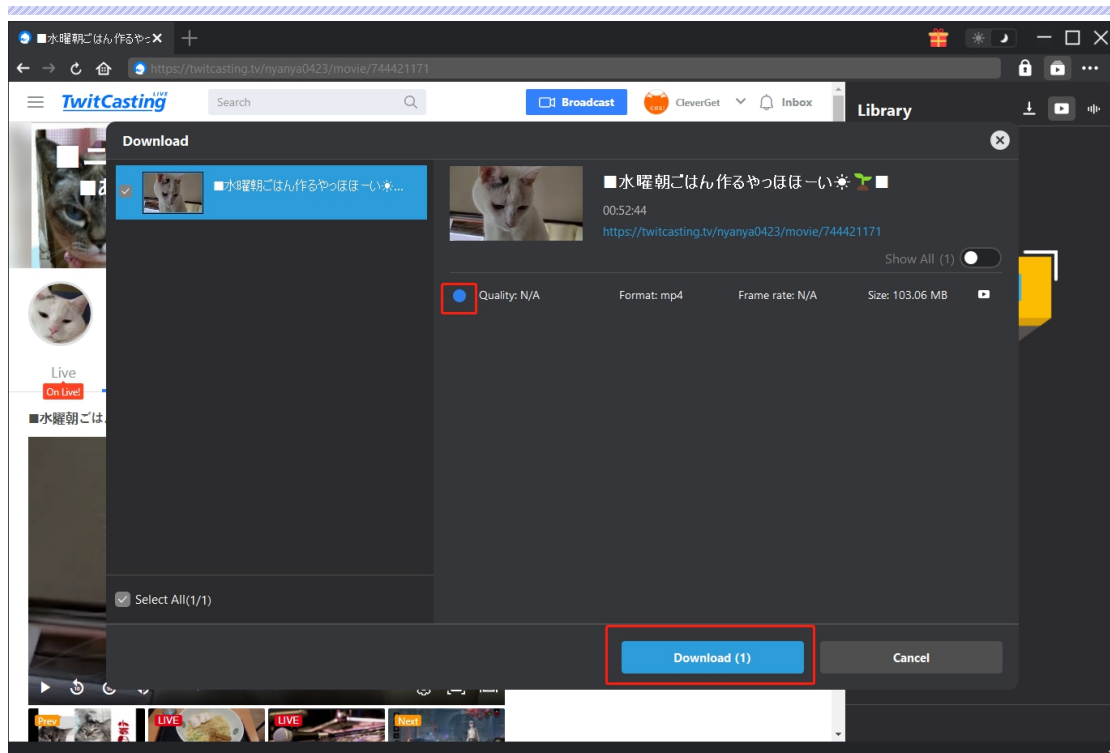 ■水曜朝ごはん作るやっ
https://twitcasting.tv/nyanya0423/movie/744421171
TwitCasting LIVE
Search
Broadcast
cas
CleverGet
Inbox
Library
Download
■水曜朝ごはん作るやっほほーい☀...
■水曜朝ごはん作るやっほほーい☀🌱■
00:52:44
https://twitcasting.tv/nyanya0423/movie/744421171
Show All (1)
Quality: N/A Format: mp4 Frame rate: N/A Size: 103.06 MB
Live
On Live!
■水曜朝ごは
Select All(1/1)
Download (1)
Cancel
Prev
LIVE
LIVE
Next